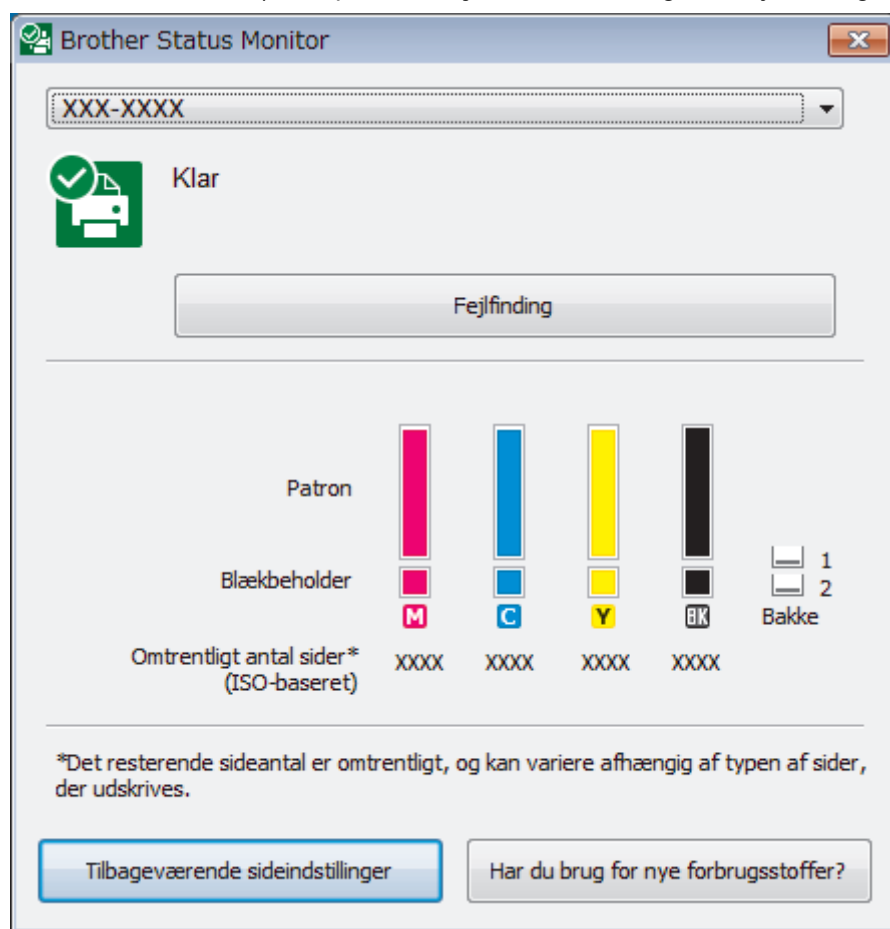 Brother Status Monitor
XXX-XXXX
Klar
Fejlfinding
Patron
Blækbeholder
1
2
M C Y BK Bakke
Omtrentligt antal sider* XXXX XXXX XXXX XXXX
(ISO-baseret)
*Det resterende sideantal er omtrentligt, og kan variere afhængig af typen af sider,
der udskrives.
Tilbageværende sideindstillinger
Har du brug for nye forbrugsstoffer?